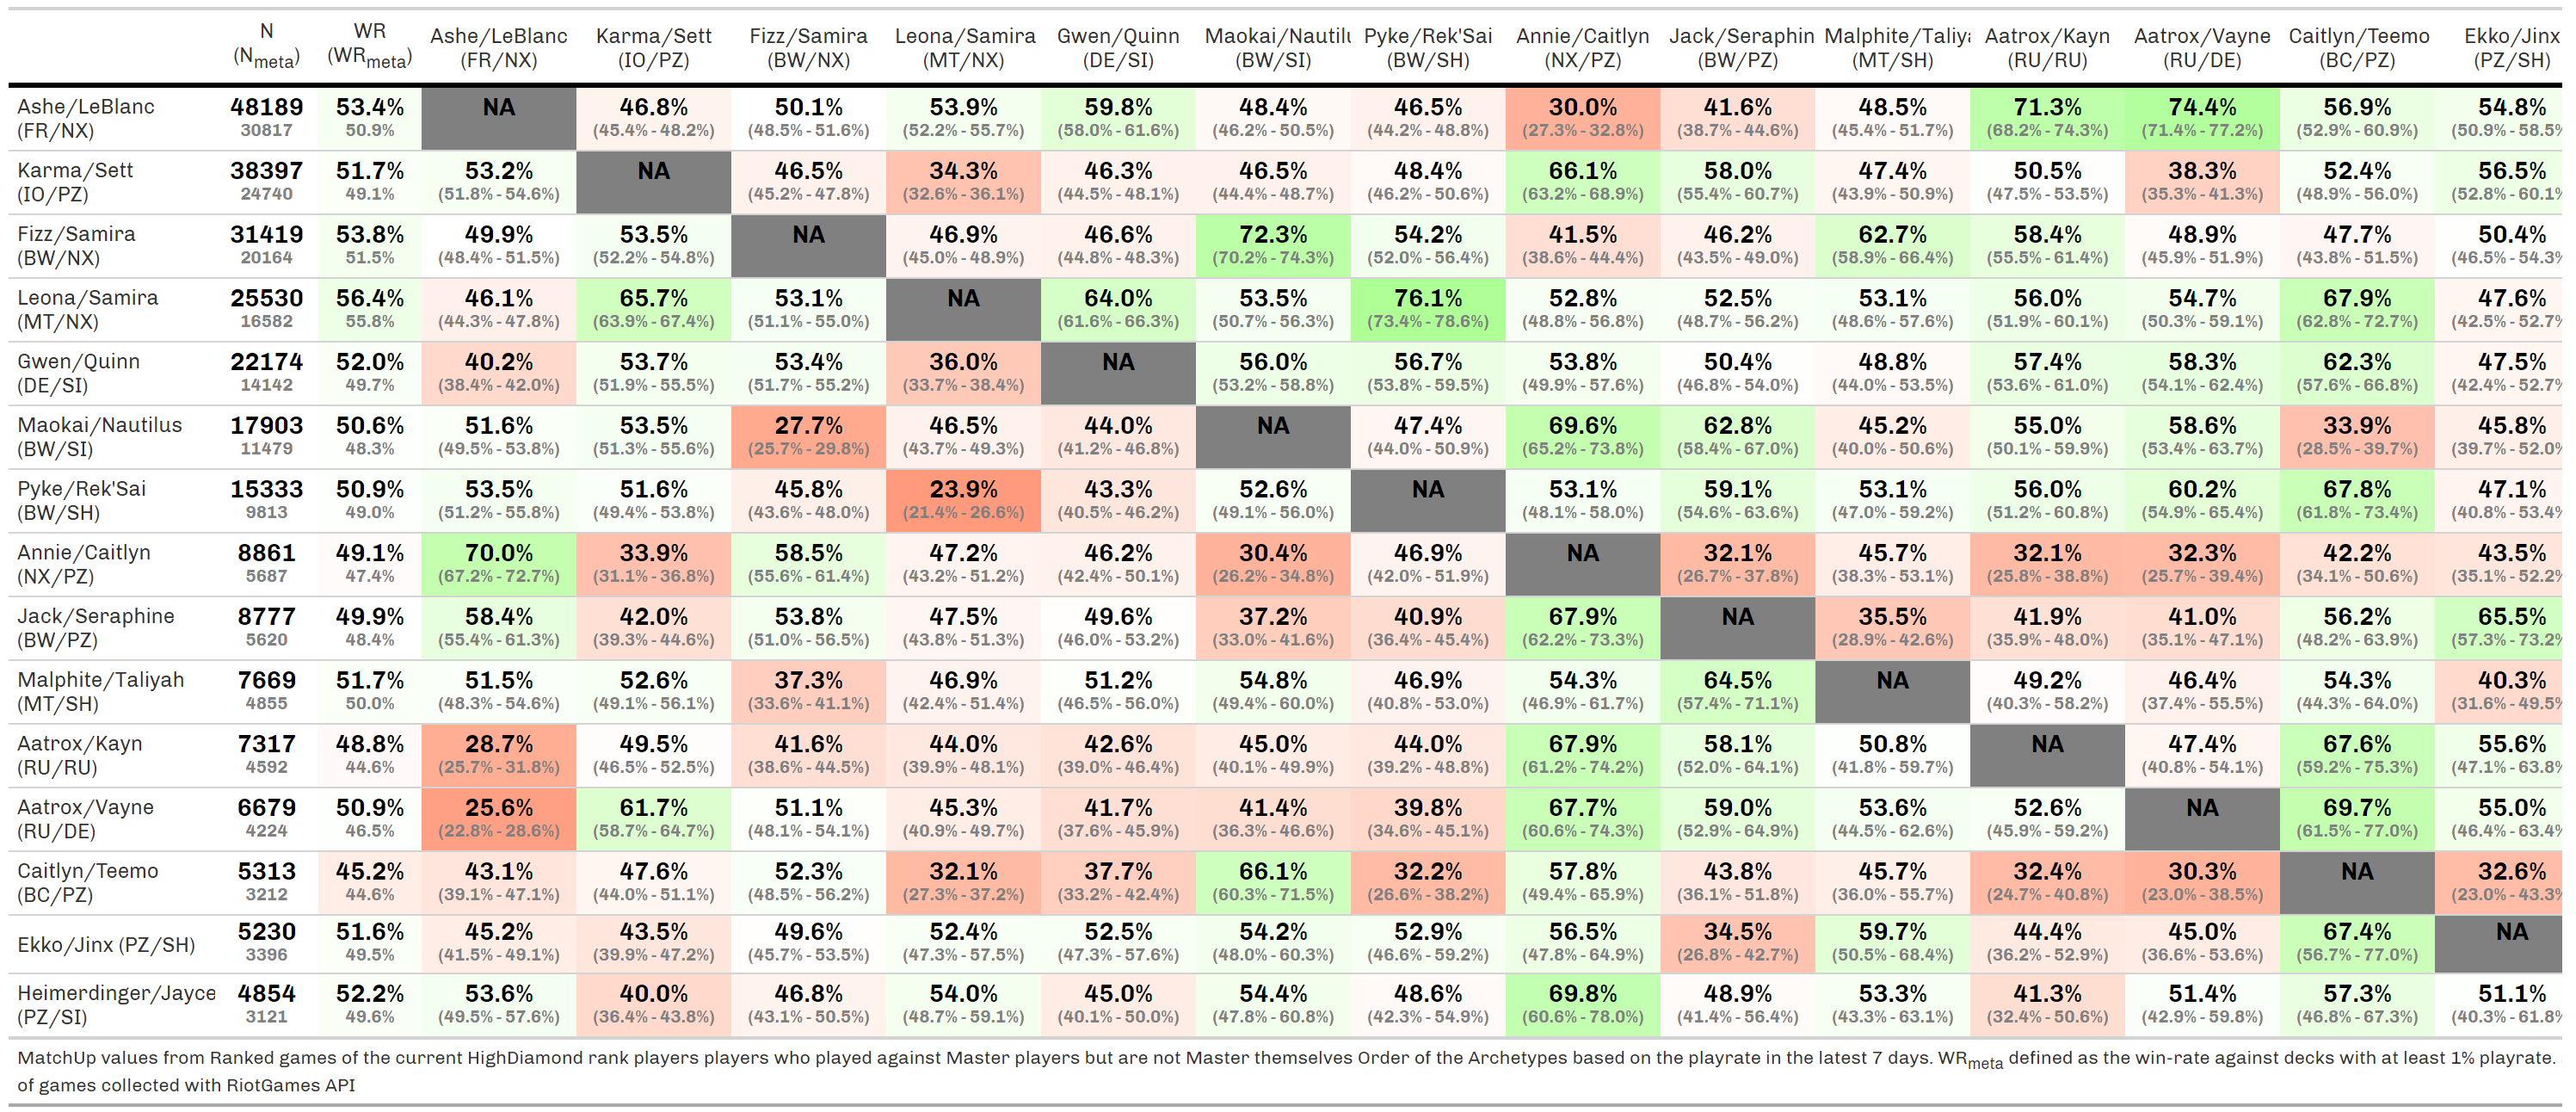 N WR Ashe/LeBlanc Karma/Sett Fizz/Samira Leona/Samira Gwen/Quinn Maokai/Nautilu Pyke/Rek'Sai Annie/Caitlyn Jack/Seraphin Malphite/Taliya Aatrox/Kayn Aatrox/Vayne Caitlyn/Teemo Ekko/Jinx
(Nmeta) (WRmeta) (FR/NX) (IO/PZ) (BW/NX) (MT/NX) (DE/SI) (BW/SI) (BW/SH) (NX/PZ) (BW/PZ) (MT/SH) (RU/RU) (RU/DE) (BC/PZ) (PZ/SH)
Ashe/LeBlanc 48189 53.4% NA 46.8% 50.1% 53.9% 59.8% 48.4% 46.5% 30.0% 41.6% 48.5% 71.3% 74.4% 56.9% 54.8%
(FR/NX) 30817 50.9% (45.4% - 48.2%) (48.5% - 51.6%) (52.2% - 55.7%) (58.0% - 61.6%) (46.2% - 50.5%) (44.2% - 48.8%) (27.3% - 32.8%) (38.7% - 44.6%) (45.4% - 51.7%) (68.2% - 74.3%) (71.4% - 77.2%) (52.9% - 60.9%) (50.9% - 58.5%
Karma/Sett 38397 51.7% 53.2% NA 46.5% 34.3% 46.3% 46.5% 48.4% 66.1% 58.0% 47.4% 50.5% 38.3% 52.4% 56.5%
(IO/PZ) 24740 49.1% (51.8% - 54.6%) (45.2% - 47.8%) (32.6% - 36.1%) (44.5% - 48.1%) (44.4% - 48.7%) (46.2% - 50.6%) (63.2% - 68.9%) (55.4% - 60.7%) (43.9% - 50.9%) (47.5% - 53.5%) (35.3% - 41.3%) (48.9% - 56.0%) (52.8% - 60.1%
Fizz/Samira 31419 53.8% 49.9% 53.5% NA 46.9% 46.6% 72.3% 54.2% 41.5% 46.2% 62.7% 58.4% 48.9% 47.7% 50.4%
(BW/NX) 20164 51.5% (48.4% - 51.5%) (52.2% - 54.8%) (45.0% - 48.9%) (44.8% - 48.3%) (70.2% - 74.3%) (52.0% - 56.4%) (38.6% - 44.4%) (43.5% - 49.0%) (58.9% - 66.4%) (55.5% - 61.4%) (45.9% - 51.9%) (43.8% - 51.5%) (46.5% - 54.3%
Leona/Samira 25530 56.4% 46.1% 65.7% 53.1% NA 64.0% 53.5% 76.1% 52.8% 52.5% 53.1% 56.0% 54.7% 67.9% 47.6%
(MT/NX) 16582 55.8% (44.3% - 47.8%) (63.9% - 67.4%) (51.1% - 55.0%) (61.6% - 66.3%) (50.7% - 56.3%) (73.4% - 78.6%) (48.8% - 56.8%) (48.7% - 56.2%) (48.6% - 57.6%) (51.9% - 60.1%) (50.3% - 59.1%) (62.8% - 72.7%) (42.5% - 52.7%
Gwen/Quinn 22174 52.0% 40.2% 53.7% 53.4% 36.0% NA 56.0% 56.7% 53.8% 50.4% 48.8% 57.4% 58.3% 62.3% 47.5%
(DE/SI) 14142 49.7% (38.4% - 42.0%) (51.9% - 55.5%) (51.7% - 55.2%) (33.7% - 38.4%) (53.2% - 58.8%) (53.8% - 59.5%) (49.9% - 57.6%) (46.8% - 54.0%) (44.0% - 53.5%) (53.6% - 61.0%) (54.1% - 62.4%) (57.6% - 66.8%) (42.4% - 52.7%
Maokai/Nautilus 17903 50.6% 51.6% 53.5% 27.7% 46.5% 44.0% NA 47.4% 69.6% 62.8% 45.2% 55.0% 58.6% 33.9% 45.8%
(BW/SI) 11479 48.3% (49.5% - 53.8%) (51.3% - 55.6%) (25.7% - 29.8%) (43.7% - 49.3%) (41.2% - 46.8%) (44.0% - 50.9%) (65.2% - 73.8%) (58.4% - 67.0%) (40.0% - 50.6%) (50.1% - 59.9%) (53.4% - 63.7%) (28.5% - 39.7%) (39.7% - 52.0%
Pyke/Rek'Sai 15333 50.9% 53.5% 51.6% 45.8% 23.9% 43.3% 52.6% NA 53.1% 59.1% 53.1% 56.0% 60.2% 67.8% 47.1%
(BW/SH) 9813 49.0% (51.2% - 55.8%) (49.4% - 53.8%) (43.6% - 48.0%) (21.4% - 26.6%) (40.5% - 46.2%) (49.1% - 56.0%) (48.1% - 58.0%) (54.6% - 63.6%) (47.0% - 59.2%) (51.2% - 60.8%) (54.9% - 65.4%) (61.8% - 73.4%) (40.8% - 53.4%
Annie/Caitlyn 8861 49.1% 70.0% 33.9% 58.5% 47.2% 46.2% 30.4% 46.9% NA 32.1% 45.7% 32.1% 32.3% 42.2% 43.5%
(NX/PZ) 5687 47.4% (67.2% - 72.7%) (31.1% - 36.8%) (55.6% - 61.4%) (43.2% - 51.2%) (42.4% - 50.1%) (26.2% - 34.8%) (42.0% - 51.9%) (26.7% - 37.8%) (38.3% - 53.1%) (25.8% - 38.8%) (25.7% - 39.4%) (34.1% - 50.6%) (35.1% - 52.2%
Jack/Seraphine 8777 49.9% 58.4% 42.0% 53.8% 47.5% 49.6% 37.2% 40.9% 67.9% NA 35.5% 41.9% 41.0% 56.2% 65.5%
(BW/PZ) 5620 48.4% (55.4% - 61.3%) (39.3% - 44.6%) (51.0% - 56.5%) (43.8% - 51.3%) (46.0% - 53.2%) (33.0% - 41.6%) (36.4% - 45.4%) (62.2% - 73.3%) (28.9% - 42.6%) (35.9% - 48.0%) (35.1% - 47.1%) (48.2% - 63.9%) (57.3% - 73.2%
Malphite/Taliyah 7669 51.7% 51.5% 52.6% 37.3% 46.9% 51.2% 54.8% 46.9% 54.3% 64.5% NA 49.2% 46.4% 54.3% 40.3%
(MT/SH) 4855 50.0% (48.3% - 54.6%) (49.1% - 56.1%) (33.6% - 41.1%) (42.4% - 51.4%) (46.5% - 56.0%) (49.4% - 60.0%) (40.8% - 53.0%) (46.9% - 61.7%) (57.4% - 71.1%) (40.3% - 58.2%) (37.4% - 55.5%) (44.3% - 64.0%) (31.6% - 49.5%
Aatrox/Kayn 7317 48.8% 28.7% 49.5% 41.6% 44.0% 42.6% 45.0% 44.0% 67.9% 58.1% 50.8% NA 47.4% 67.6% 55.6%
(RU/RU) 4592 44.6% (25.7% - 31.8%) (46.5% - 52.5%) (38.6% - 44.5%) (39.9% - 48.1%) (39.0% - 46.4%) (40.1% - 49.9%) (39.2% - 48.8%) (61.2% - 74.2%) (52.0% - 64.1%) (41.8% - 59.7%) (40.8% - 54.1%) (59.2% - 75.3%) (47.1% - 63.8%
Aatrox/Vayne 6679 50.9% 25.6% 61.7% 51.1% 45.3% 41.7% 41.4% 39.8% 67.7% 59.0% 53.6% 52.6% NA 69.7% 55.0%
(RU/DE) 4224 46.5% (22.8% - 28.6%) (58.7% - 64.7%) (48.1% - 54.1%) (40.9% - 49.7%) (37.6% - 45.9%) (36.3% - 46.6%) (34.6% - 45.1%) (60.6% - 74.3%) (52.9% - 64.9%) (44.5% - 62.6%) (45.9% - 59.2%) (61.5% - 77.0%) (46.4% - 63.4%
Caitlyn/Teemo 5313 45.2% 43.1% 47.6% 52.3% 32.1% 37.7% 66.1% 32.2% 57.8% 43.8% 45.7% 32.4% 30.3% NA 32.6%
(BC/PZ) 3212 44.6% (39.1% - 47.1%) (44.0% - 51.1%) (48.5% - 56.2%) (27.3% - 37.2%) (33.2% - 42.4%) (60.3% - 71.5%) (26.6% - 38.2%) (49.4% - 65.9%) (36.1% - 51.8%) (36.0% - 55.7%) (24.7% - 40.8%) (23.0% - 38.5%) (23.0% - 43.3%
Ekko/Jinx (PZ/SH) 5230 51.6% 45.2% 43.5% 49.6% 52.4% 52.5% 54.2% 52.9% 56.5% 34.5% 59.7% 44.4% 45.0% 67.4% NA
3396 49.5% (41.5% - 49.1%) (39.9% - 47.2%) (45.7% - 53.5%) (47.3% - 57.5%) (47.3% - 57.6%) (48.0% - 60.3%) (46.6% - 59.2%) (47.8% - 64.9%) (26.8% - 42.7%) (50.5% - 68.4%) (36.2% - 52.9%) (36.6% - 53.6%) (56.7% - 77.0%)
Heimerdinger/Jayce 4854 52.2% 53.6% 40.0% 46.8% 54.0% 45.0% 54.4% 48.6% 69.8% 48.9% 53.3% 41.3% 51.4% 57.3% 51.1%
(PZ/SI) 3121 49.6% (49.5% - 57.6%) (36.4% - 43.8%) (43.1% - 50.5%) (48.7% - 59.1%) (40.1% - 50.0%) (47.8% - 60.8%) (42.3% - 54.9%) (60.6% - 78.0%) (41.4% - 56.4%) (43.3% - 63.1%) (32.4% - 50.6%) (42.9% - 59.8%) (46.8% - 67.3%) (40.3% - 61.8%
MatchUp values from Ranked games of the current HighDiamond rank players players who played against Master players but are not Master themselves Order of the Archetypes based on the playrate in the latest 7 days. WRmeta defined as the win-rate against decks with at least 1% playrate.
of games collected with RiotGames API